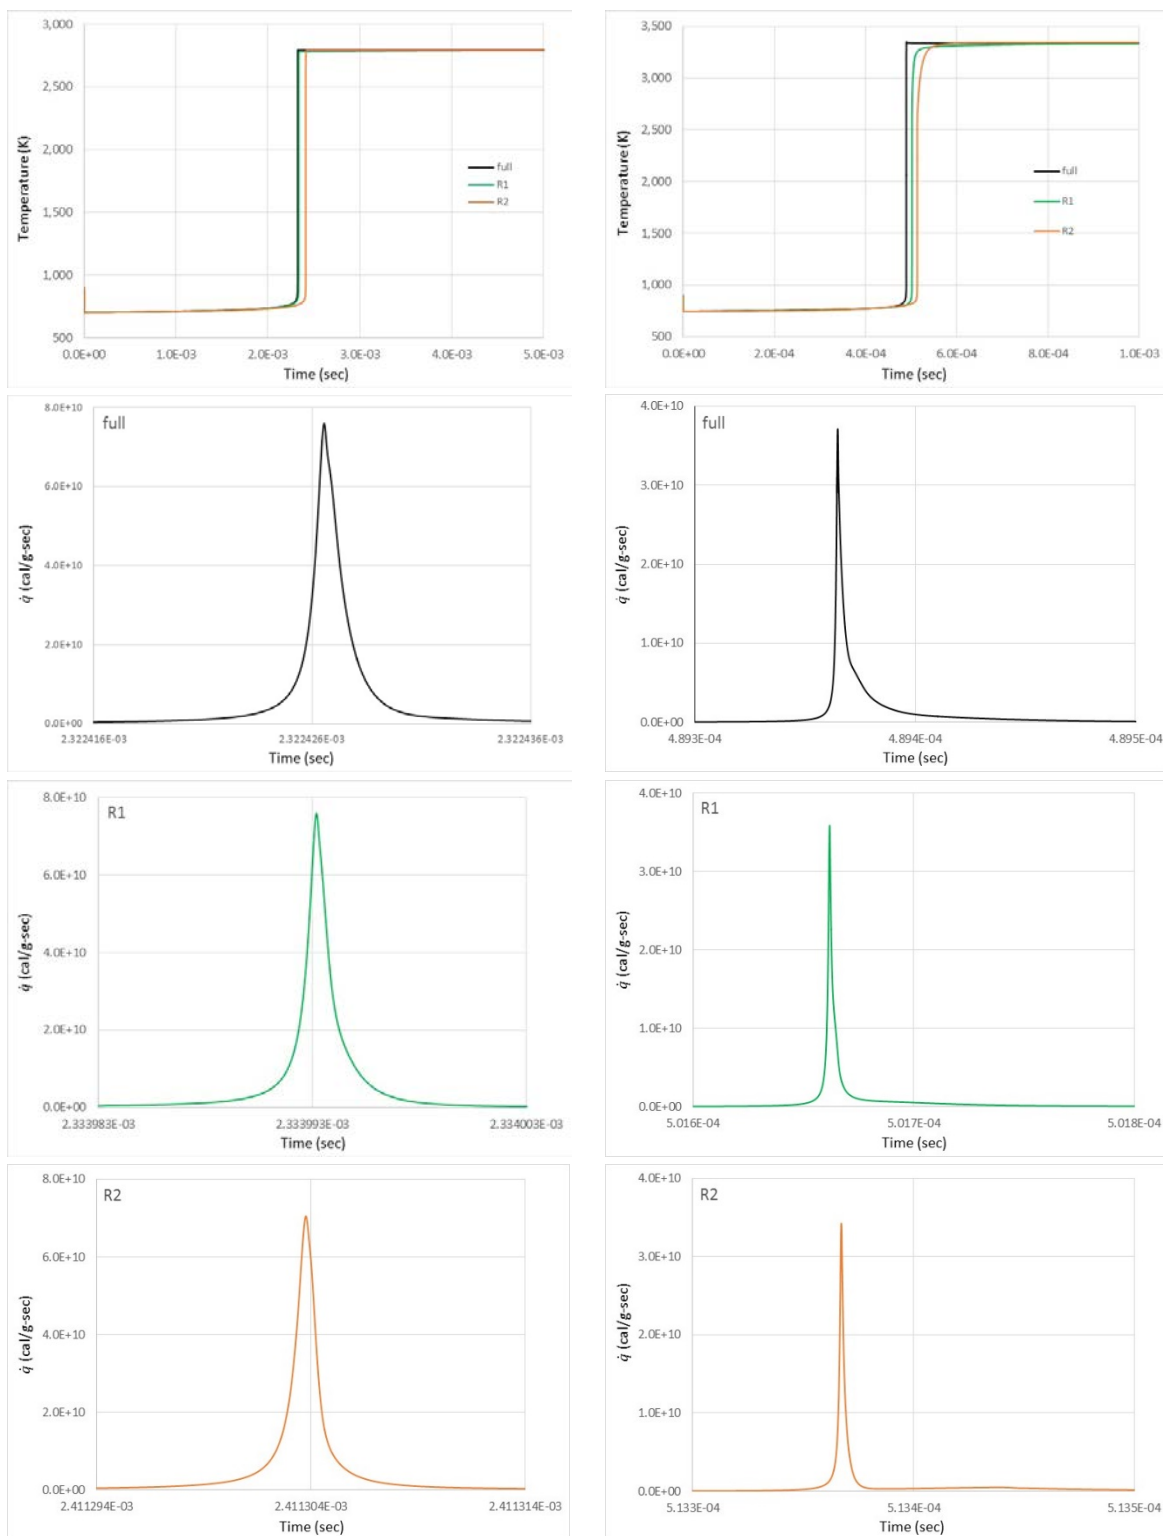 3,000
2,500
2,000
1,500
1,000
500
Temperature (K)
full
R1
R2
0.0E+00 1.0E-03 2.0E-03 3.0E-03 4.0E-03 5.0E-03
Time (sec)
3,500
3,000
2,500
2,000
1,500
1,000
500
Temperature (K)
full
R1
R2
0.0E+00 2.0E-04 4.0E-04 6.0E-04 8.0E-04 1.0E-03
Time (sec)
full
8.0E+10
6.0E+10
4.0E+10
2.0E+10
0.0E+00
q̇ (cal/g-sec)
2.322416E-03 2.322426E-03 2.322436E-03
Time (sec)
full
4.0E+10
3.0E+10
2.0E+10
1.0E+10
0.0E+00
q̇ (cal/g-sec)
4.893E-04 4.894E-04 4.895E-04
Time (sec)
R1
8.0E+10
6.0E+10
4.0E+10
2.0E+10
0.0E+00
q̇ (cal/g-sec)
2.333983E-03 2.333993E-03 2.334003E-03
Time (sec)
R1
4.0E+10
3.0E+10
2.0E+10
1.0E+10
0.0E+00
q̇ (cal/g-sec)
5.016E-04 5.017E-04 5.018E-04
Time (sec)
R2
8.0E+10
6.0E+10
4.0E+10
2.0E+10
0.0E+00
q̇ (cal/g-sec)
2.411294E-03 2.411304E-03 2.411314E-03
Time (sec)
R2
4.0E+10
3.0E+10
2.0E+10
1.0E+10
0.0E+00
q̇ (cal/g-sec)
5.133E-04 5.134E-04 5.135E-04
Time (sec)